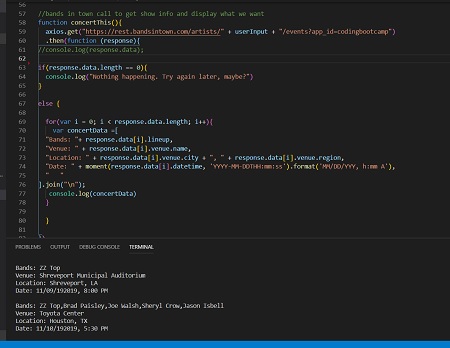 56
57 //bands in town call to get show info and display what we want
58 function concertThis(){
59 axios.get("https://rest.bandsintown.com/artists/" + userInput + "/events?app_id=codingbootcamp")
60 .then(function (response){
61 //console.log(response.data);
62
63 if(response.data.length == 0){
64 console.log("Nothing happening. Try again later, maybe?")
65 }
66
67 else {
68
69 for(var i = 0; i < response.data.length; i++){
70 var concertData =[
71 "Bands: "+ response.data[i].lineup,
72 "Venue: " + response.data[i].venue.name,
73 "Location: " + response.data[i].venue.city + ", " + response.data[i].venue.region,
74 "Date: " + moment(response.data[i].datetime, 'YYYY-MM-DDTHH:mm:ss').format('MM/DD/YYY, h:mm A'),
75 " "
76 ].join("\n");
77 console.log(concertData)
78 }
79
80 }
81
PROBLEMS OUTPUT DEBUG CONSOLE TERMINAL
Bands: ZZ Top
Venue: Shreveport Municipal Auditorium
Location: Shreveport, LA
Date: 11/09/192019, 8:00 PM
Bands: ZZ Top,Brad Paisley,Joe Walsh,Sheryl Crow,Jason Isbell
Venue: Toyota Center
Location: Houston, TX
Date: 11/10/192019, 5:30 PM